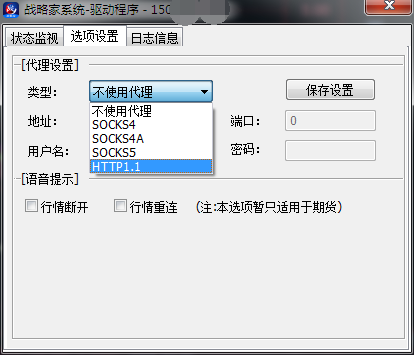 战略家系统-驱动程序 - 150
状态监视 选项设置 日志信息
[代理设置]
类型: 不使用代理 保存设置
不使用代理
地址: SOCKS4 端口: 0
SOCKS4A
用户名: SOCKS5 密码:
HTTP1.1
[语音提示]
行情断开 行情重连 (注:本选项暂只适用于期货)